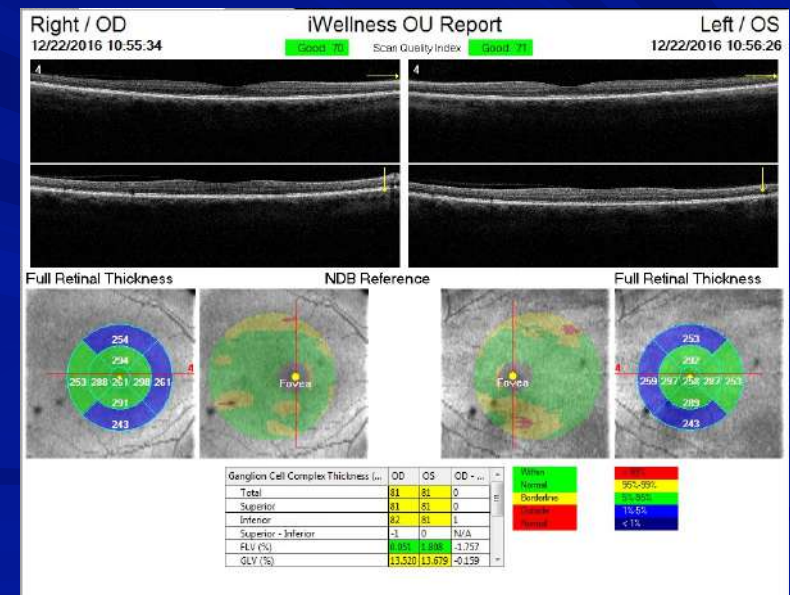 Right / OD
iWellness OU Report
Left / OS
12/22/2016 10:55:34
Good 70
Scan Quality Index
Good 71
12/22/2016 10:56:26
4
4
Full Retinal Thickness
NDB Reference
Full Retinal Thickness
254
294
253 288 261 298 261
291
243
Fovea
Fovea
253
292
259 297 258 287 253
289
243
4
4
Ganglion Cell Complex Thickness (... OD OS OD - ...
Total 81 81 0
Superior 81 81 0
Inferior 82 81 1
Superior - Inferior -1 0 N/A
FLV (%) 0.051 1.808 -1.757
GLV (%) 13.520 13.679 -0.159
Within
Normal
Borderline
Outside
Normal
95%-99%
5%-95%
1%-5%
< 1%